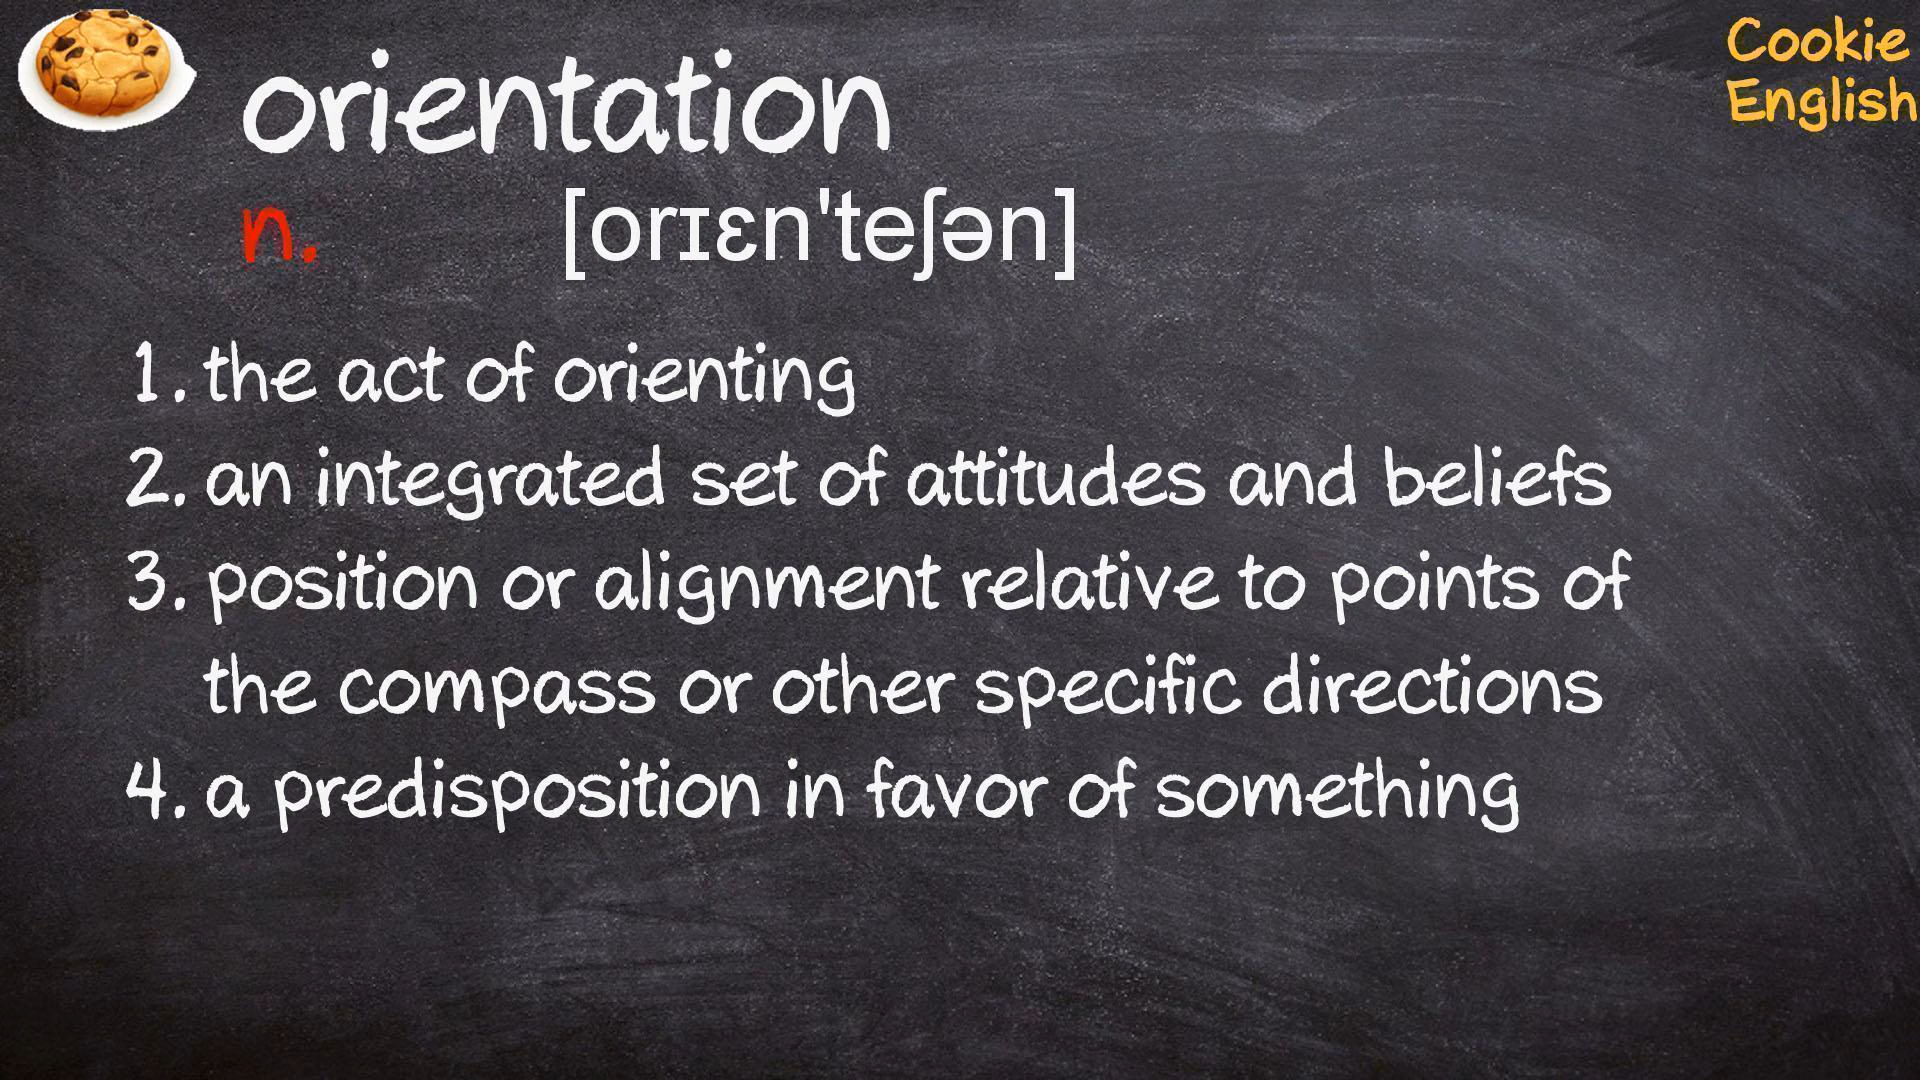 Cookie
English
orientation
n. [orɪɛn'teʃən]
1. the act of orienting
2. an integrated set of attitudes and beliefs
3. position or alignment relative to points of
the compass or other specific directions
4. a predisposition in favor of something